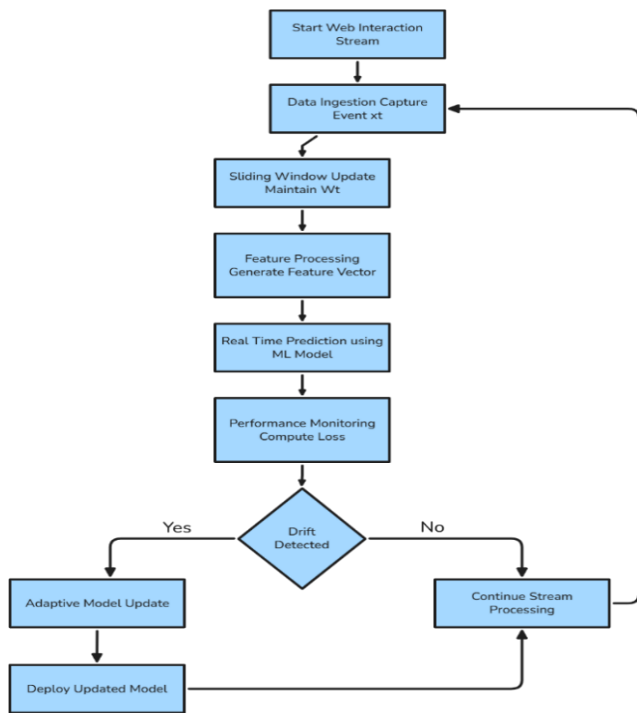 Start Web Interaction
Stream
Data Ingestion Capture
Event xt
Sliding Window Update
Maintain Wt
Feature Processing
Generate Feature Vector
Real Time Prediction using
ML Model
Performance Monitoring
Compute Loss
Drift
Detected
Yes
No
Adaptive Model Update
Continue Stream
Processing
Deploy Updated Model